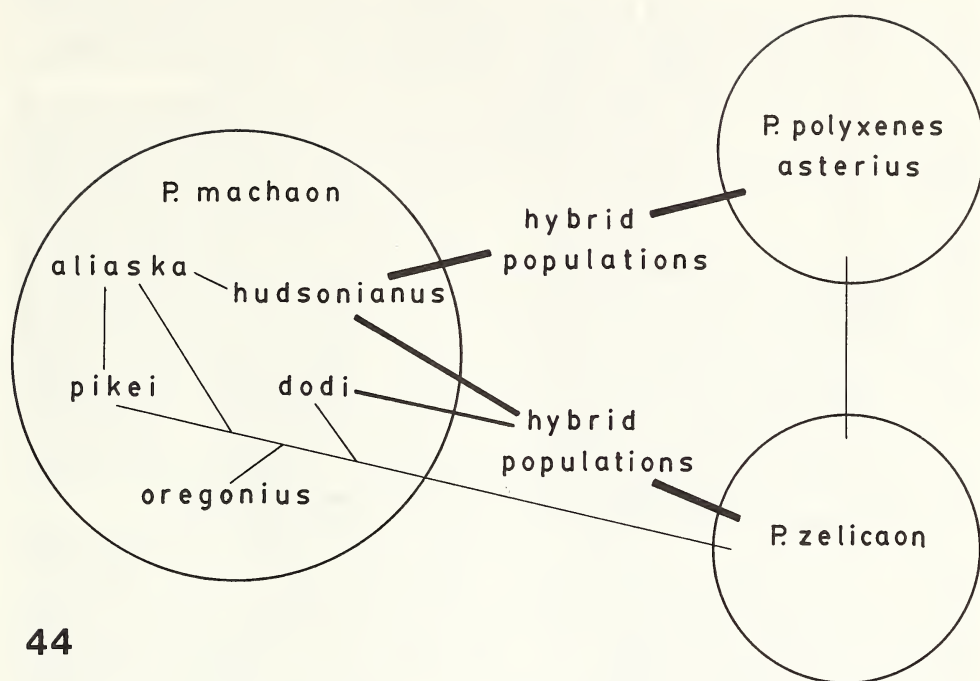 P. polyxenes
asterius
P. machaon
hybrid
populations
aliaska
hudsonianus
pikei
dodi
hybrid
populations
oregonius
P. zelicaon
44